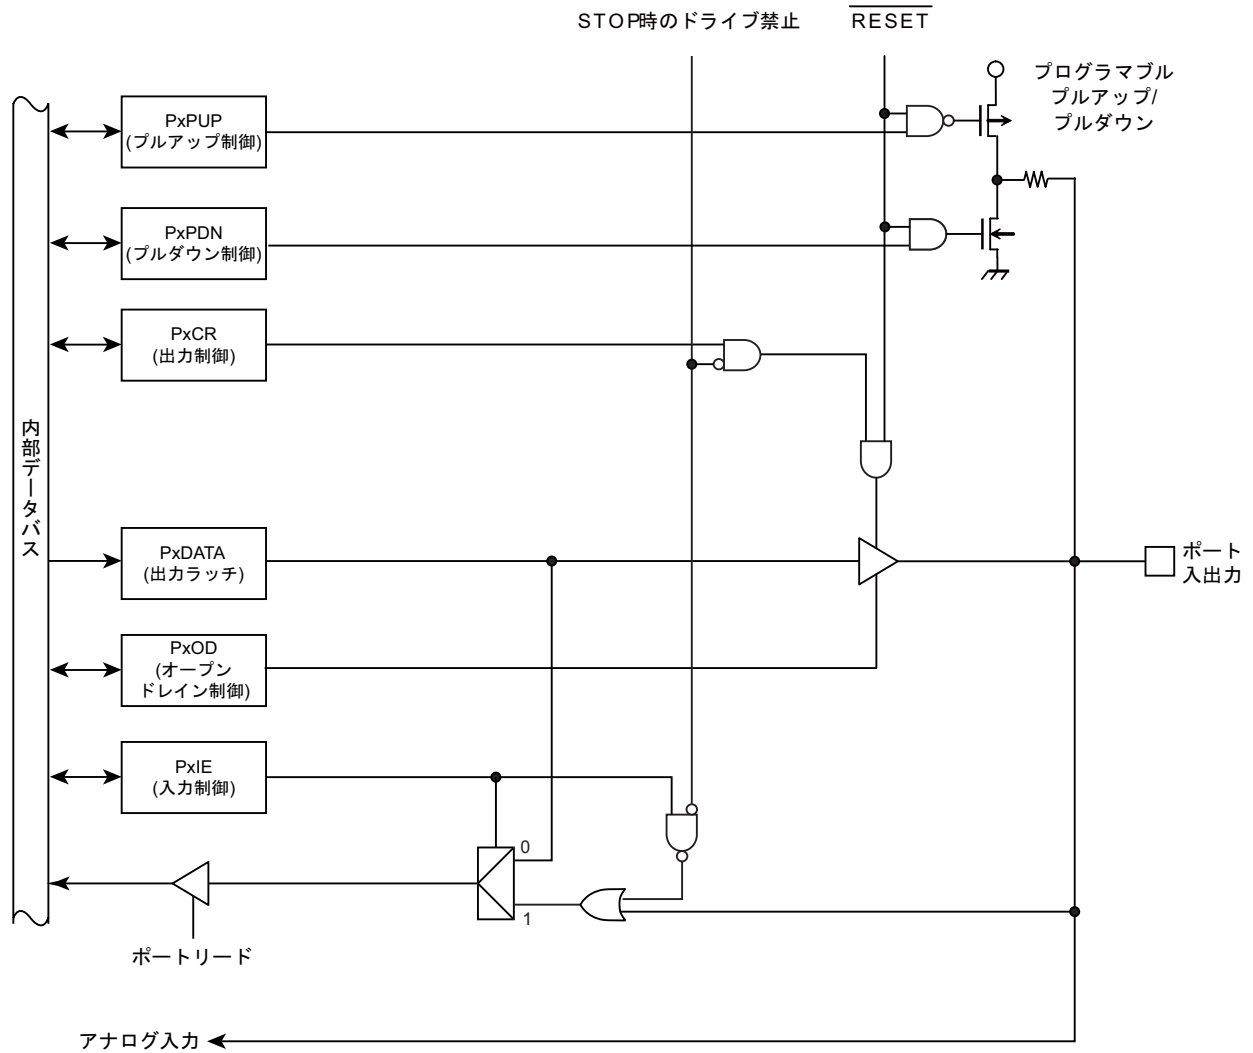 STOP時のドライブ禁止
RESET
プログラマブル
プルアップ/
プルダウン
PxPUP
(プルアップ制御)
PxPDN
(プルダウン制御)
PxCR
(出力制御)
内部データバス
PxDATA
(出力ラッチ)
ポート
入出力
PxOD
(オープン
ドレイン制御)
PxIE
(入力制御)
0
1
ポートリード
アナログ入力